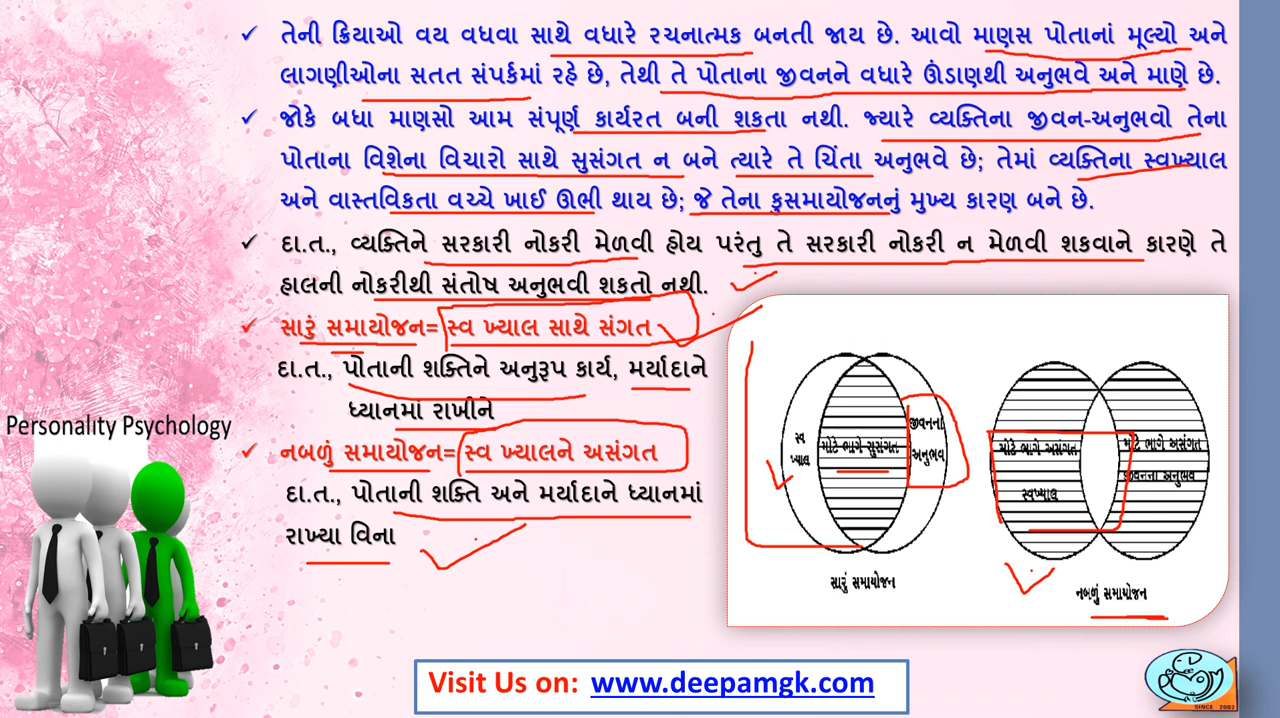 તેની ક્રિયાઓ વય વધવા સાથે વધારે રચનાત્મક બનતી જાય છે. આવો માણસ પોતાનાં મૂલ્યો અને
લાગણીઓના સતત સંપર્કમાં રહે છે, તેથી તે પોતાના જીવનને વધારે ઊંડાણથી અનુભવે અને માણે છે.
જોકે બધા માણસો આમ સંપૂર્ણ કાર્યરત બની શકતા નથી. જ્યારે વ્યક્તિના જીવન-અનુભવો તેના
પોતાના વિશેના વિચારો સાથે સુસંગત ન બને ત્યારે તે ચિંતા અનુભવે છે; તેમાં વ્યક્તિના સ્વખ્યાલ
અને વાસ્તવિકતા વચ્ચે ખાઈ ઊભી થાય છે; જે તેના કુસમાયોજનનું મુખ્ય કારણ બને છે.
દા.ત., વ્યક્તિને સરકારી નોકરી મેળવી હોય પરંતુ તે સરકારી નોકરી ન મેળવી શકવાને કારણે તે
હાલની નોકરીથી સંતોષ અનુભવી શકતો નથી.
સારું સમાયોજન= સ્વ ખ્યાલ સાથે સંગત
દા.ત., પોતાની શક્તિને અનુરૂપ કાર્ય, મર્યાદાને
ધ્યાનમાં રાખીને
નબળું સમાયોજન= સ્વ ખ્યાલને અસંગત
દા.ત., પોતાની શક્તિ અને મર્યાદાને ધ્યાનમાં
રાખ્યા વિના
Personality Psychology
સ્વ
ખ્યાલ
મોટે ભાગે સુસંગત
જીવનના
અનુભવ
સારું સમાયોજન
મોટે ભાગે અસંગત
સ્વખ્યાલ
મોટે ભાગે અસંગત
જીવનના અનુભવ
નબળું સમાયોજન
Visit Us on: www.deepamgk.com
SINCE - 2002